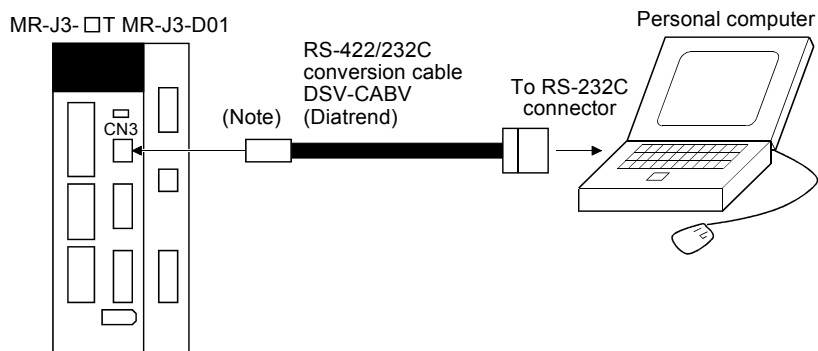 MR-J3-□T MR-J3-D01
CN3
(Note)
RS-422/232C
conversion cable
DSV-CABV
(Diatrend)
To RS-232C
connector
Personal computer